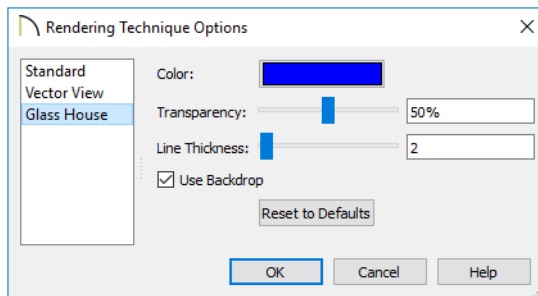 Rendering Technique Options
Standard
Vector View
Glass House
Color:
Transparency: 50%
Line Thickness: 2
Use Backdrop
Reset to Defaults
OK Cancel Help